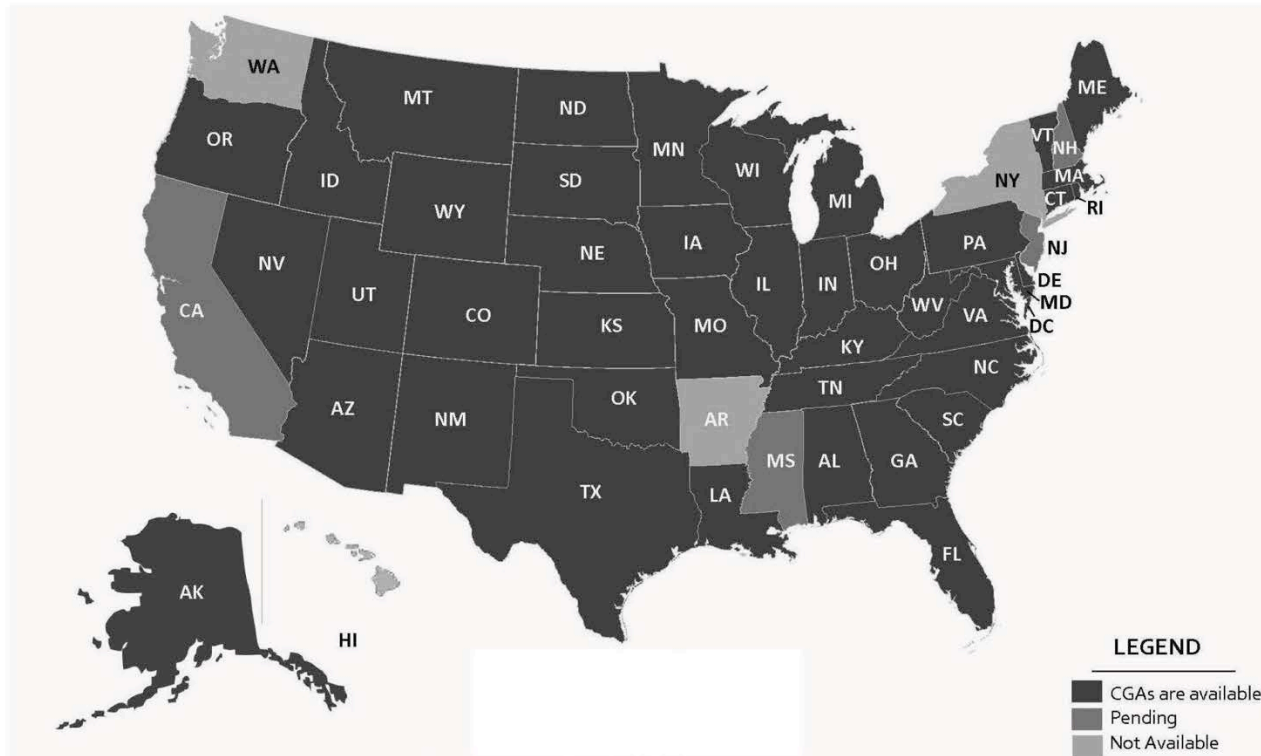 WA
MT
ND
ME
OR
MN
VT
NH
ID
SD
WI
NY
MA
WY
MI
CT
RI
IA
PA
NE
NV
OH
NJ
IL
IN
UT
DE
CA
CO
WV
MD
KS
MO
VA
DC
KY
NC
TN
AZ
OK
NM
AR
SC
MS
AL
GA
TX
LA
FL
AK
HI
LEGEND
CGAs are available
Pending
Not Available